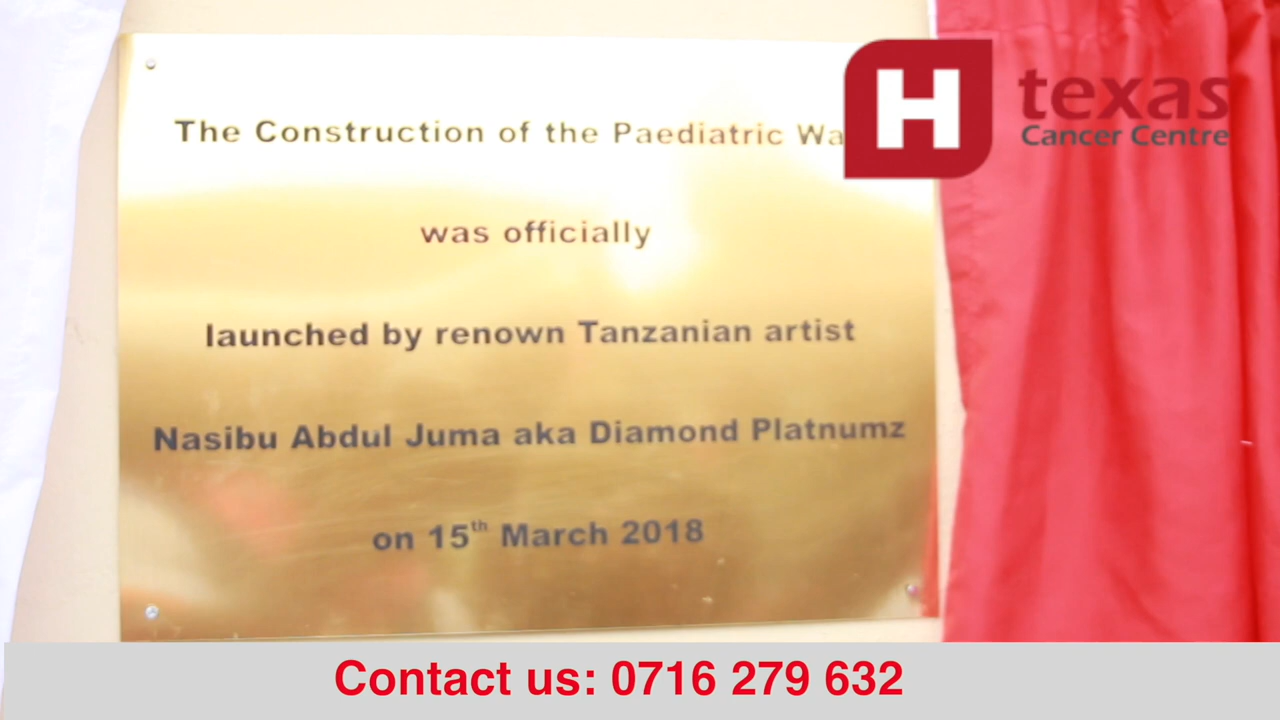 The Construction of the Paediatric Wa
was officially
launched by renown Tanzanian artist
Nasibu Abdul Juma aka Diamond Platnumz
on 15th March 2018
H texas
Cancer Centre
Contact us: 0716 279 632